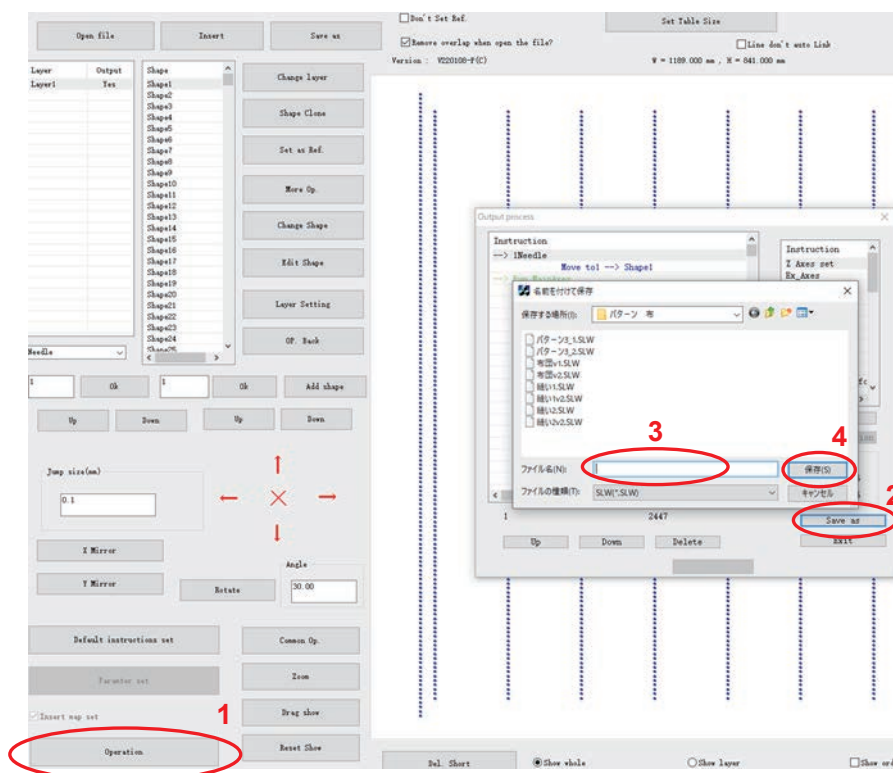 Open file
Insert
Save as
Don't Set Ref.
Set Table Size
Remove overlap when open the file?
Line don't auto Link
Version : V220108-F(C)
W = 1189.000 mm , H = 841.000 mm
Layer Output
Layer1 Yes
Shape
Shape1
Shape2
Shape3
Shape4
Shape5
Shape6
Shape7
Shape8
Shape9
Shape10
Shape11
Shape12
Shape13
Shape14
Shape15
Shape16
Shape17
Shape18
Shape19
Shape20
Shape21
Shape22
Shape23
Shape24
Shape25
Change layer
Shape Clone
Set as Ref.
More Op.
Change Shape
Edit Shape
Layer Setting
OP. Back
Needle
1
Ok
1
Ok
Add shape
Up
Down
Up
Down
Jump size(mm)
0.1
X Mirror
Y Mirror
Rotate
Angle
30.00
Default instructions set
Common Op.
Paramter set
Zoom
Insert map set
1
Drag show
Operation
Reset Show
Output process
Instruction
--> 1Needle
Move to1 --> Shape1
Instruction
Z Axes set
Ex_Axes
名前を付けて保存
保存する場所(I):
パターン 布
パターン3_1.SLW
パターン3_2.SLW
布団v1.SLW
布団v2.SLW
縫い1.SLW
縫い1v2.SLW
縫い2.SLW
縫い2v2.SLW
3
4
ファイル名(N):
保存(S)
ファイルの種類(T):
SLW(*.SLW)
キャンセル
2
1
2447
Save as
Up
Down
Delete
Exit
Del. Short
Show whole
Show layer
Show or